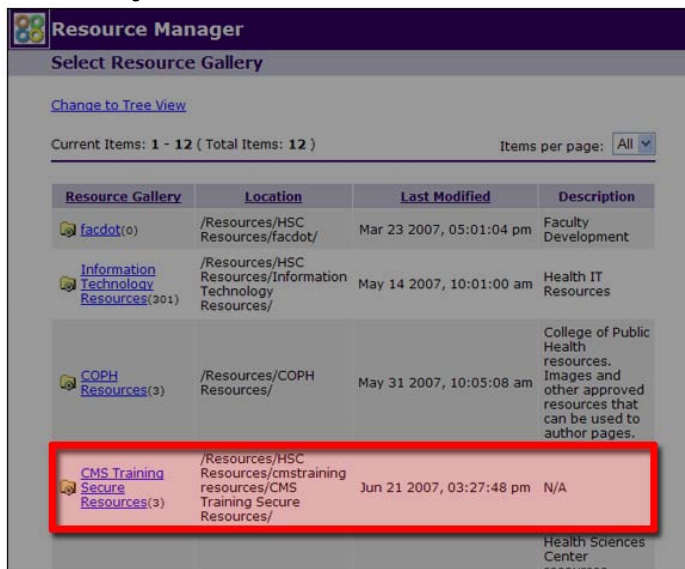 Resource Manager
Select Resource Gallery
Change to Tree View
Current Items: 1 - 12 ( Total Items: 12 )
Items per page: All
Resource Gallery Location Last Modified Description
facdot(0)
/Resources/HSC
Resources/facdot/
Mar 23 2007, 05:01:04 pm
Faculty
Development
Information
Technology
Resources(301)
/Resources/HSC
Resources/Information
Technology
Resources/
May 14 2007, 10:01:00 am
Health IT
Resources
COPH
Resources(3)
/Resources/COPH
Resources/
May 31 2007, 10:05:08 am
College of Public
Health
resources.
Images and
other approved
resources that
can be used to
author pages.
CMS Training
Secure
Resources(3)
/Resources/HSC
Resources/cmstraining
resources/CMS
Training Secure
Resources/
Jun 21 2007, 03:27:48 pm
N/A
Health Sciences
Center